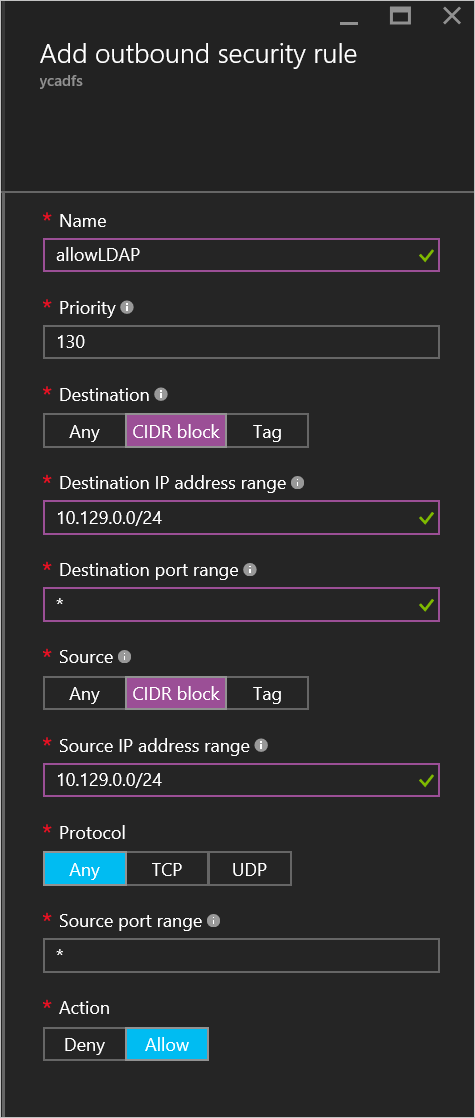 Add outbound security rule
ycadfs
* Name
allowLDAP
* Priority
130
* Destination
Any CIDR block Tag
* Destination IP address range
10.129.0.0/24
* Destination port range
*
* Source
Any CIDR block Tag
* Source IP address range
10.129.0.0/24
* Protocol
Any TCP UDP
* Source port range
*
* Action
Deny Allow